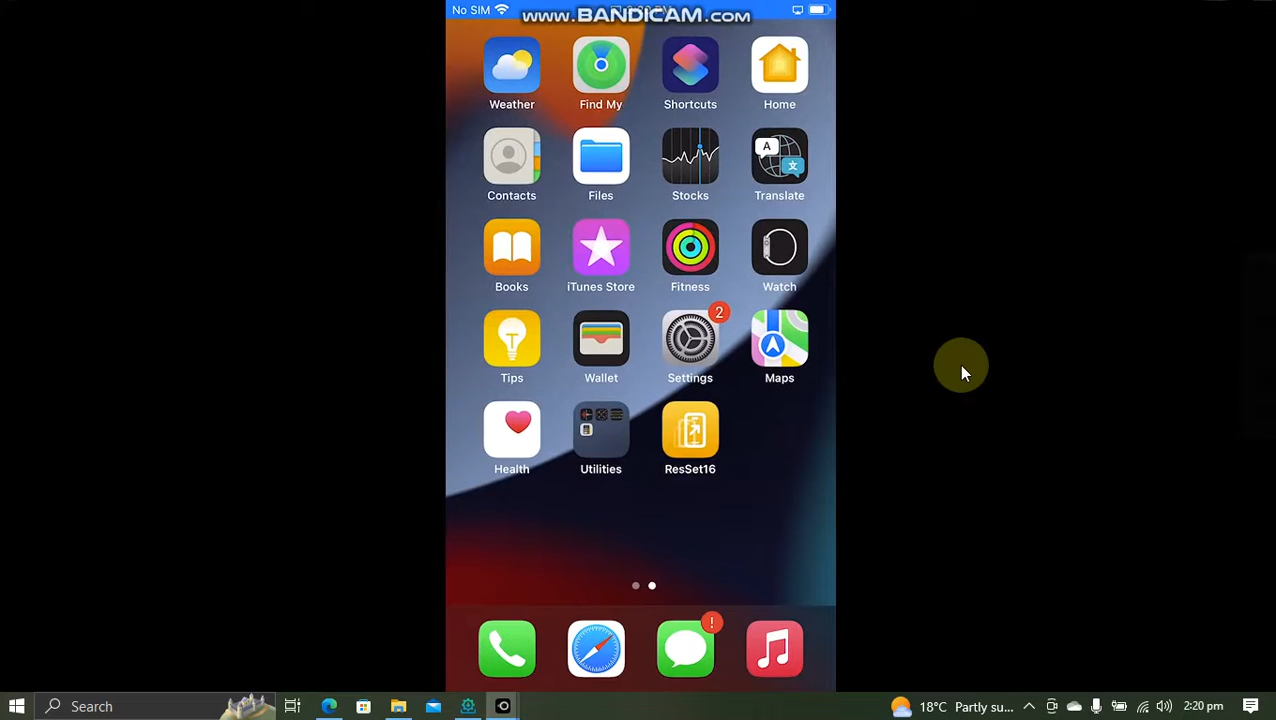 No SIM
WWW.BANDICAM.COM
Weather
Find My
Shortcuts
Home
Contacts
Files
Stocks
A
文
Translate
Books
iTunes Store
Fitness
Watch
2
Tips
Wallet
Settings
Maps
Health
Utilities
ResSet16
!
Search
18°C Partly su...
2:20 pm